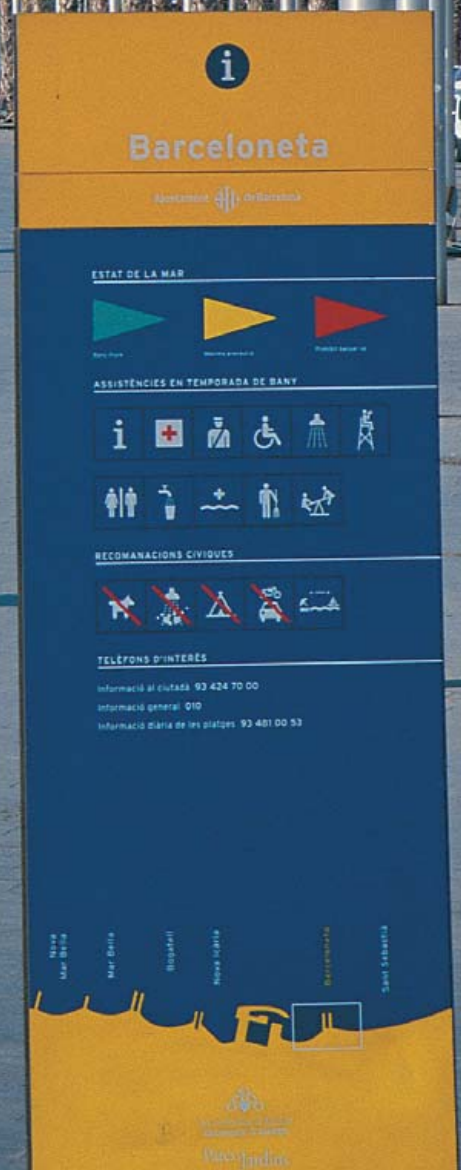 i
Barceloneta
Ajuntament de Barcelona
ESTAT DE LA MAR
ASSISTÈNCIES EN TEMPORADA DE BANY
i
RECOMANACIONS CÍVIQUES
TELÈFONS D'INTERÈS
Informació al ciutadà 93 424 70 00
Informació general 010
Informació diària de les platges 93 481 00 53
Nova
Mar Bella
Mar Bella
Bogatell
Nova Icària
Barceloneta
Sant Sebastià
Parcs i Jardins